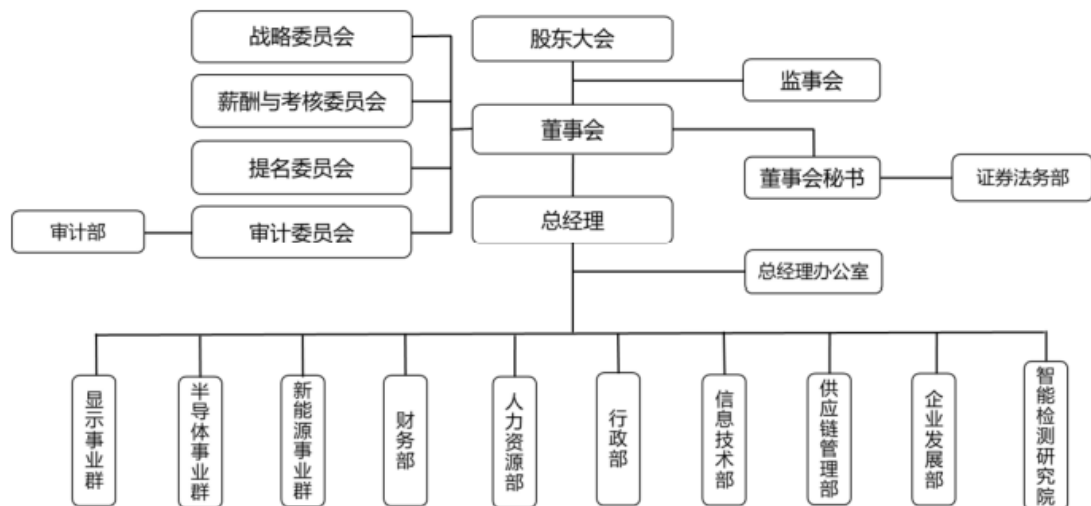 战略委员会
股东大会
监事会
薪酬与考核委员会
董事会
提名委员会
董事会秘书
证券法务部
审计部
审计委员会
总经理
总经理办公室
显示事业群
半导体事业群
新能源事业群
财务部
人力资源部
行政部
信息技术部
供应链管理部
企业发展部
智能检测研究院